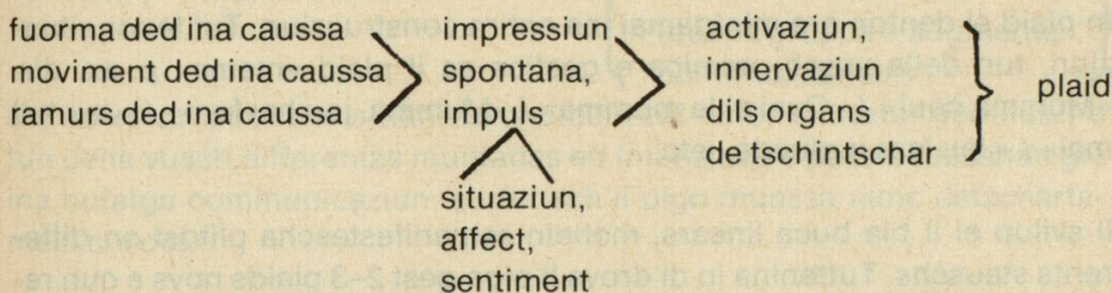 fuorma ded ina caussa
moviment ded ina caussa
ramurs ded ina caussa
impressiun
spontana,
impuls
situaziun,
affect,
sentiment
activaziun,
innervaziun
dils organs
de tschintschar
plaid